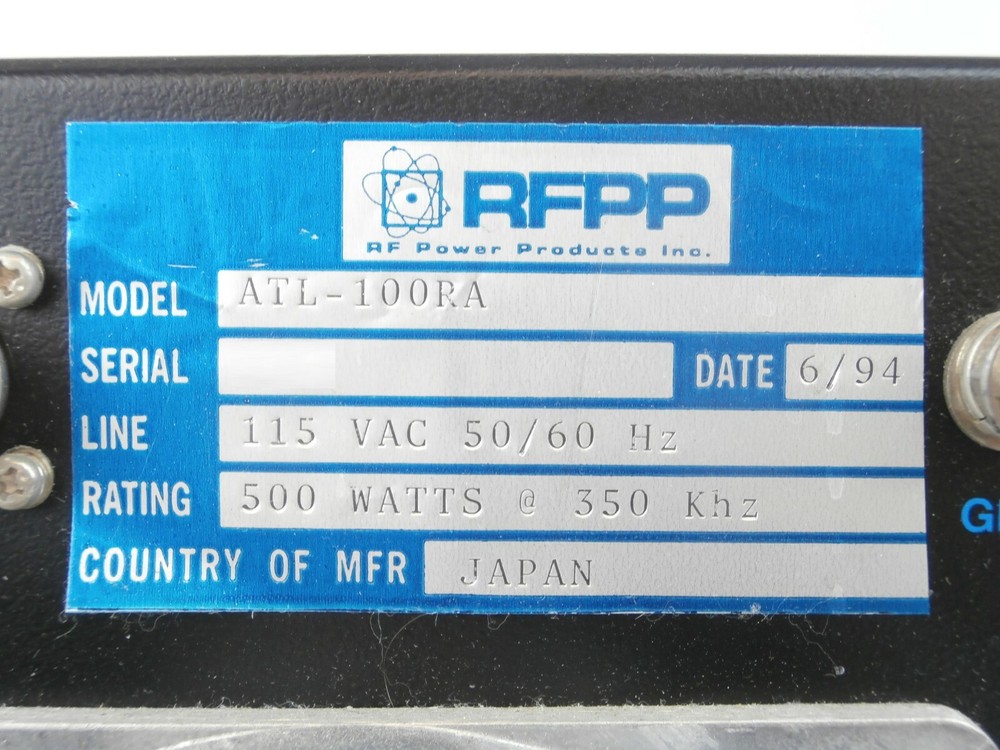 RFPP
RF Power Products Inc.
MODEL ATL-100RA
SERIAL DATE 6/94
LINE 115 VAC 50/60 Hz
RATING 500 WATTS @ 350 Khz
COUNTRY OF MFR JAPAN